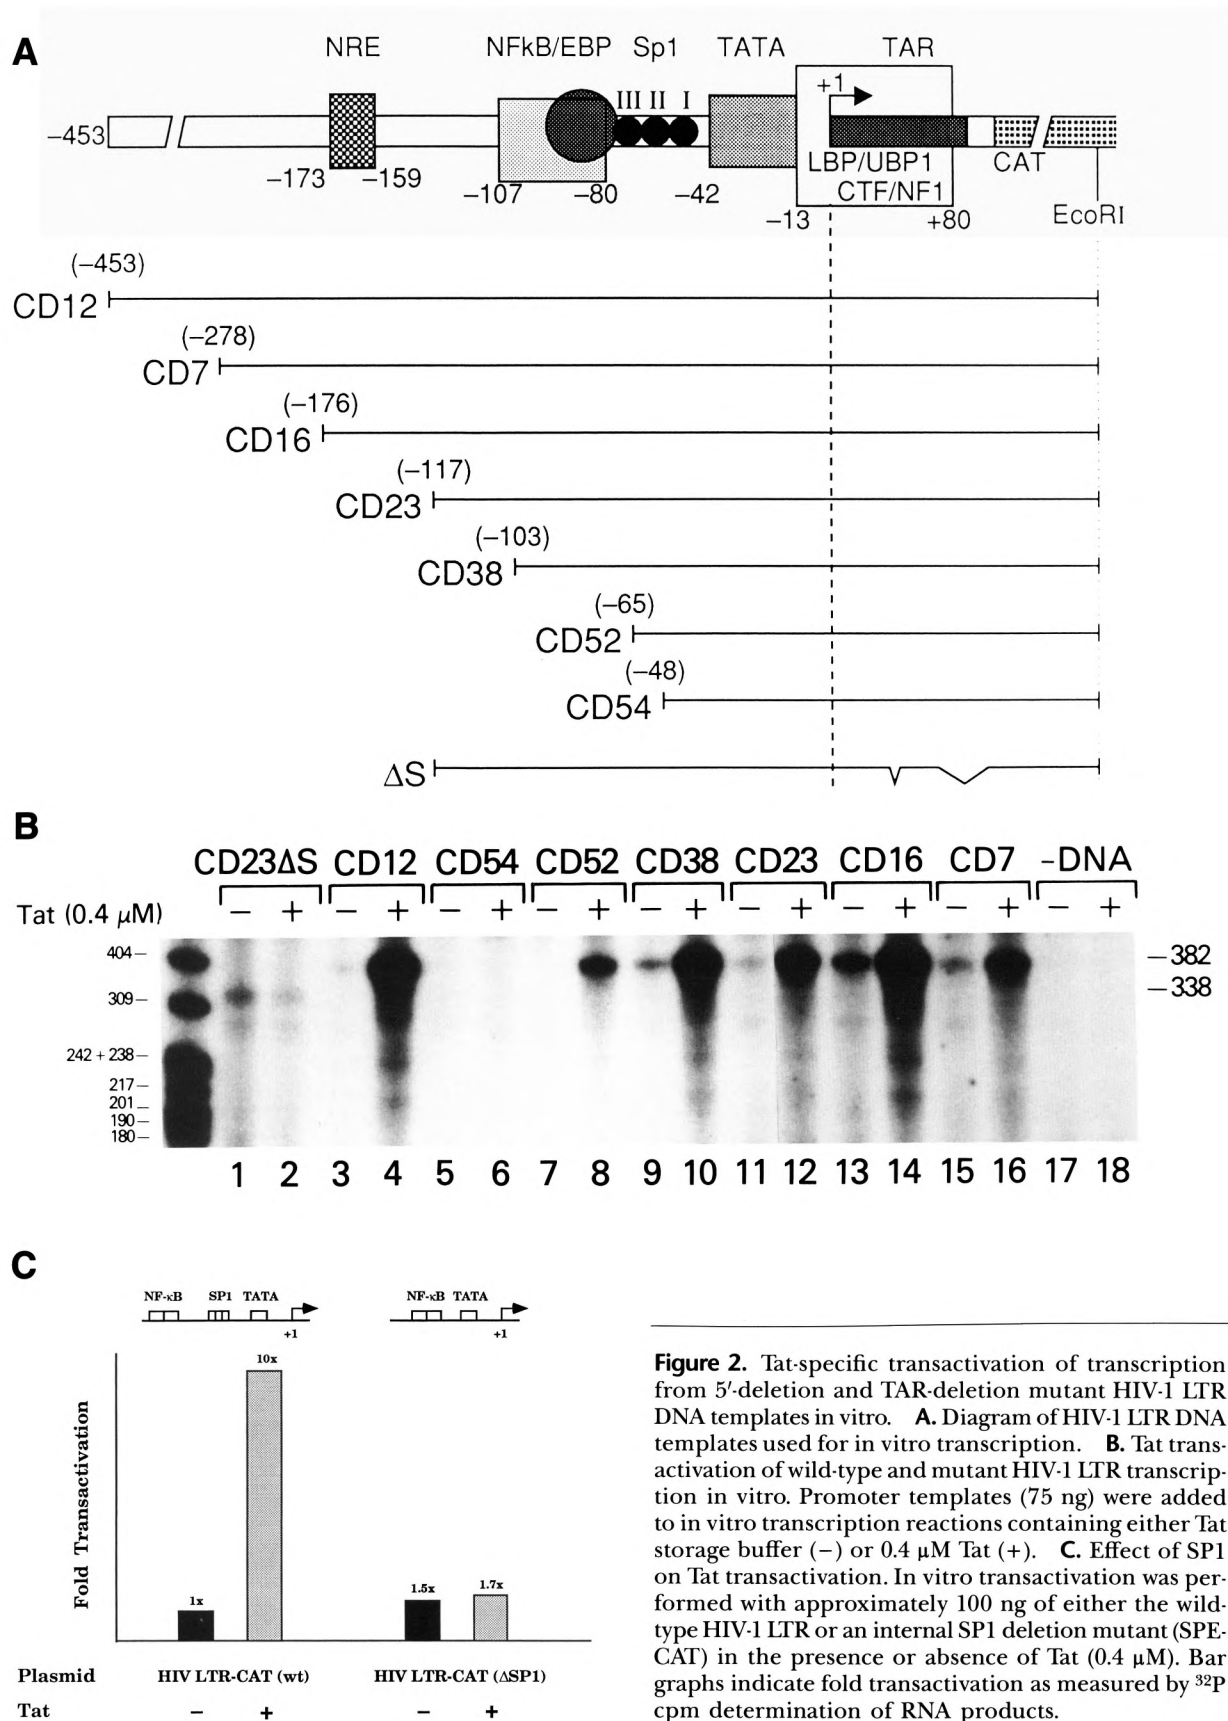 A
NRE NFkB/EBP Sp1 TATA TAR
III II I
+1
−453
LBP/UBP1
CAT
CTF/NF1
−173 −159 −107 −80 −42 −13 +80 EcoRI
(−453)
CD12
(−278)
CD7
(−176)
CD16
(−117)
CD23
(−103)
CD38
(−65)
CD52
(−48)
CD54
ΔS
B
CD23ΔS CD12 CD54 CD52 CD38 CD23 CD16 CD7 -DNA
Tat (0.4 μM) − + − + − + − + − + − + − + − + − +
404−
309−
242 + 238−
217−
201−
190−
180−
−382
−338
1 2 3 4 5 6 7 8 9 10 11 12 13 14 15 16 17 18
C
NF-κB SP1 TATA
+1
NF-κB TATA
+1
Fold Transactivation
1x 10x 1.5x 1.7x
Plasmid HIV LTR-CAT (wt) HIV LTR-CAT (ΔSP1)
Tat − + − +
Figure 2. Tat-specific transactivation of transcription
from 5′-deletion and TAR-deletion mutant HIV-1 LTR
DNA templates in vitro. A. Diagram of HIV-1 LTR DNA
templates used for in vitro transcription. B. Tat trans-
activation of wild-type and mutant HIV-1 LTR transcrip-
tion in vitro. Promoter templates (75 ng) were added
to in vitro transcription reactions containing either Tat
storage buffer (−) or 0.4 μM Tat (+). C. Effect of SP1
on Tat transactivation. In vitro transactivation was per-
formed with approximately 100 ng of either the wild-
type HIV-1 LTR or an internal SP1 deletion mutant (SPE-
CAT) in the presence or absence of Tat (0.4 μM). Bar
graphs indicate fold transactivation as measured by ³²P
cpm determination of RNA products.